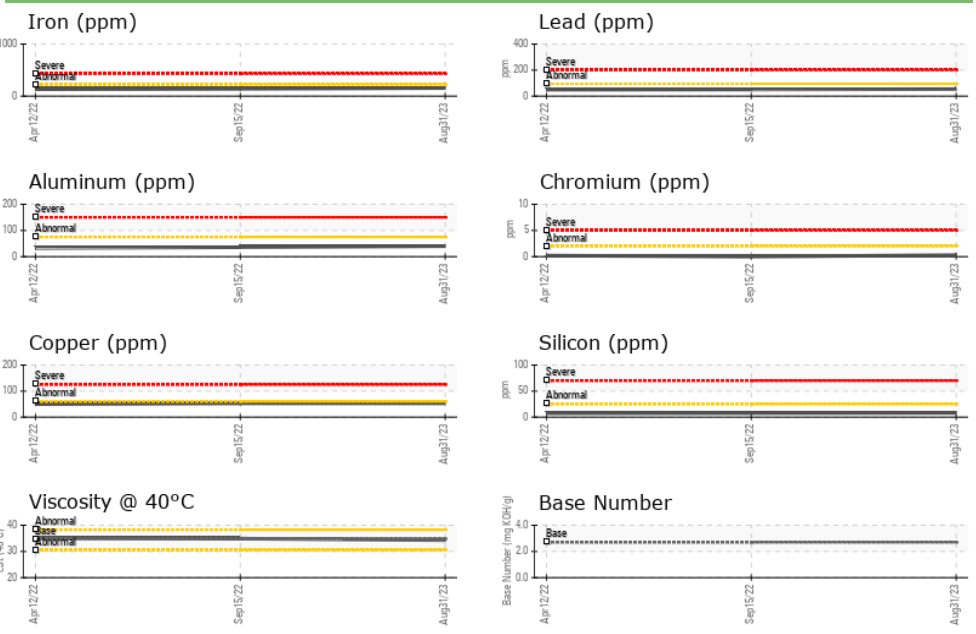 Iron (ppm)
1000
Severe
Abnormal
0
Apr12/22
Sep15/22
Aug31/23
Lead (ppm)
400
200
0
ppm
Severe
Abnormal
Apr12/22
Sep15/22
Aug31/23
Aluminum (ppm)
200
100
0
Severe
Abnormal
Apr12/22
Sep15/22
Aug31/23
Chromium (ppm)
10
5
0
ppm
Severe
Abnormal
Apr12/22
Sep15/22
Aug31/23
Copper (ppm)
200
100
0
Severe
Abnormal
Apr12/22
Sep15/22
Aug31/23
Silicon (ppm)
100
50
0
ppm
Severe
Abnormal
Apr12/22
Sep15/22
Aug31/23
Viscosity @ 40°C
40
30
20
Abnormal
Base
Abnormal
Apr12/22
Sep15/22
Aug31/23
Base Number
4.0
2.0
0.0
Base Number (mg KOH/g)
Base
Apr12/22
Sep15/22
Aug31/23